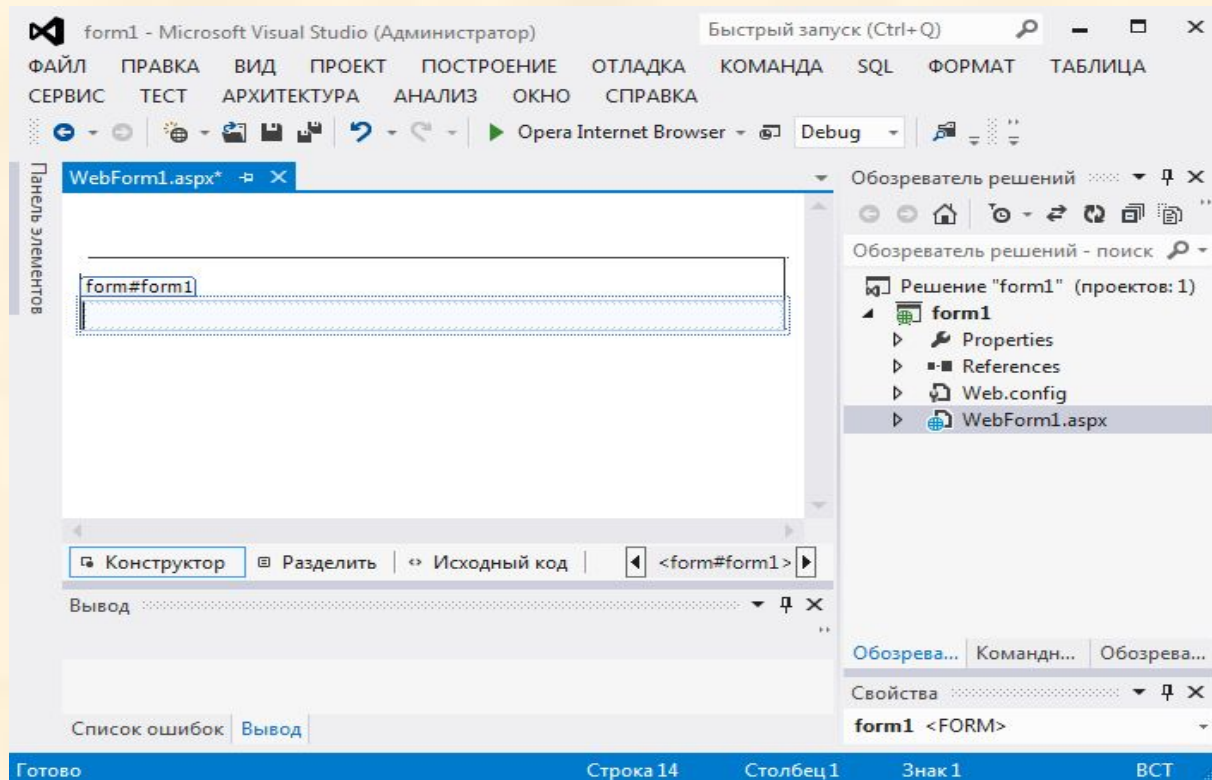 form1 - Microsoft Visual Studio (Администратор)
Быстрый запуск (Ctrl+Q)
ФАЙЛ ПРАВКА ВИД ПРОЕКТ ПОСТРОЕНИЕ ОТЛАДКА КОМАНДА SQL ФОРМАТ ТАБЛИЦА
СЕРВИС ТЕСТ АРХИТЕКТУРА АНАЛИЗ ОКНО СПРАВКА
Opera Internet Browser Debug
Панель элементов
WebForm1.aspx*
form#form1
Конструктор Разделить Исходный код <form#form1>
Вывод
Список ошибок Вывод
Обозреватель решений
Обозреватель решений - поиск
Решение "form1" (проектов: 1)
form1
Properties
References
Web.config
WebForm1.aspx
Обозрева... Командн... Обозрева...
Свойства
form1 <FORM>
Готово Строка 14 Столбец 1 Знак 1 ВСТ